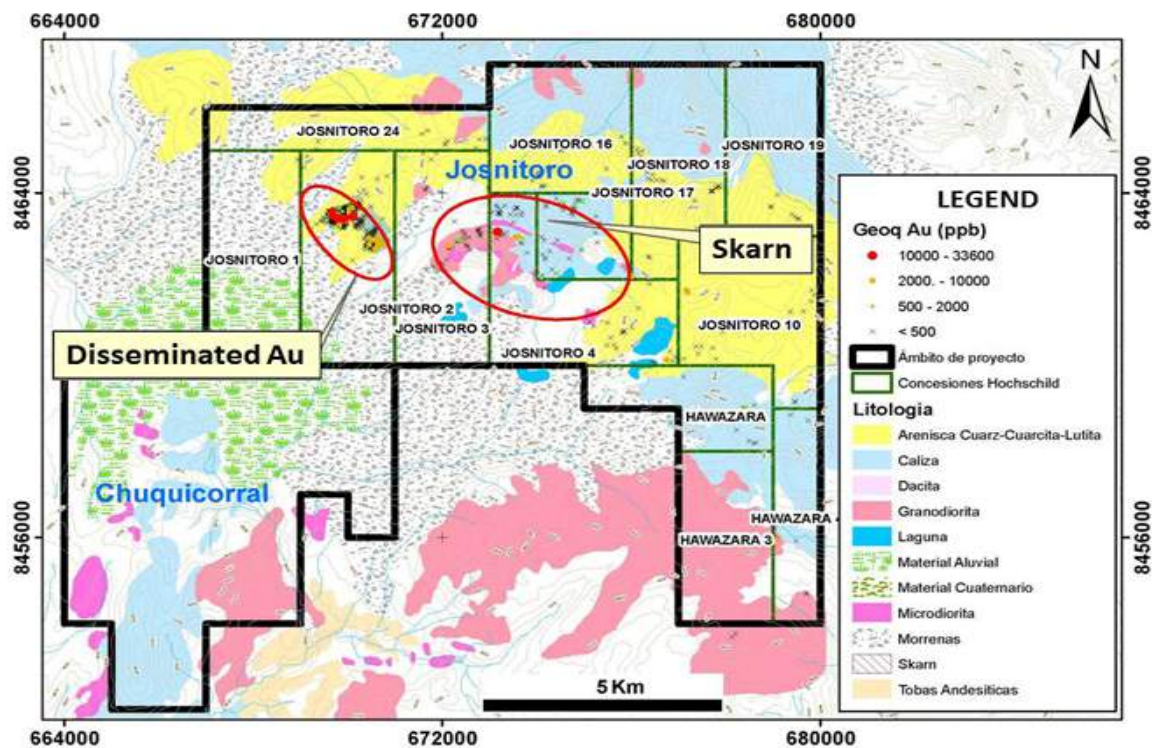 664000
672000
680000
N
JOSNITORO 24
JOSNITORO 16
JOSNITORO 19
Josnitoro
JOSNITORO 18
8464000
8464000
JOSNITORO 17
LEGEND
Geoq Au (ppb)
10000 - 33600
2000. - 10000
500 - 2000
< 500
Ámbito de proyecto
Concesiones Hochschild
Litologia
Arenisca Cuarz-Cuarcita-Lutita
Caliza
Dacita
Granodiorita
Laguna
Material Aluvial
Material Cuaternario
Microdiorita
Morrenas
Skarn
Tobas Andesíticas
Skarn
JOSNITORO 1
JOSNITORO 2
JOSNITORO 3
JOSNITORO 10
Disseminated Au
JOSNITORO 4
HAWAZARA
Chuquicorral
HAWAZARA
8456000
HAWAZARA 3
8456000
5 Km
664000
672000
680000